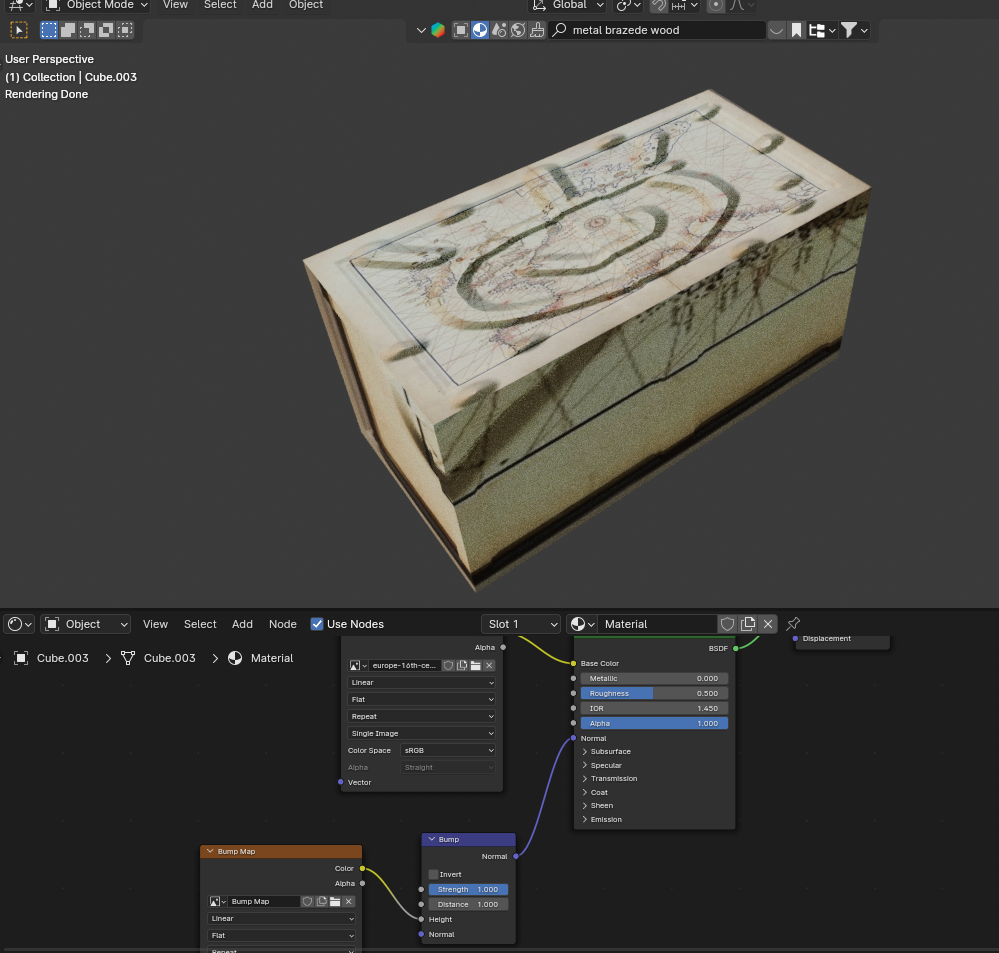 Object Mode View Select Add Object Global
metal brazede wood
User Perspective
(1) Collection | Cube.003
Rendering Done
Object View Select Add Node Use Nodes Slot 1 Material
Cube.003 > Cube.003 > Material
Alpha
europe-16th-ce...
Linear
Flat
Repeat
Single Image
Color Space sRGB
Alpha Straight
Vector
BSDF
Base Color
Metallic 0.000
Roughness 0.500
IOR 1.450
Alpha 1.000
Normal
Subsurface
Specular
Transmission
Coat
Sheen
Emission
Displacement
Bump Map
Color
Alpha
Bump Map
Linear
Flat
Repeat
Bump
Normal
Invert
Strength 1.000
Distance 1.000
Height
Normal